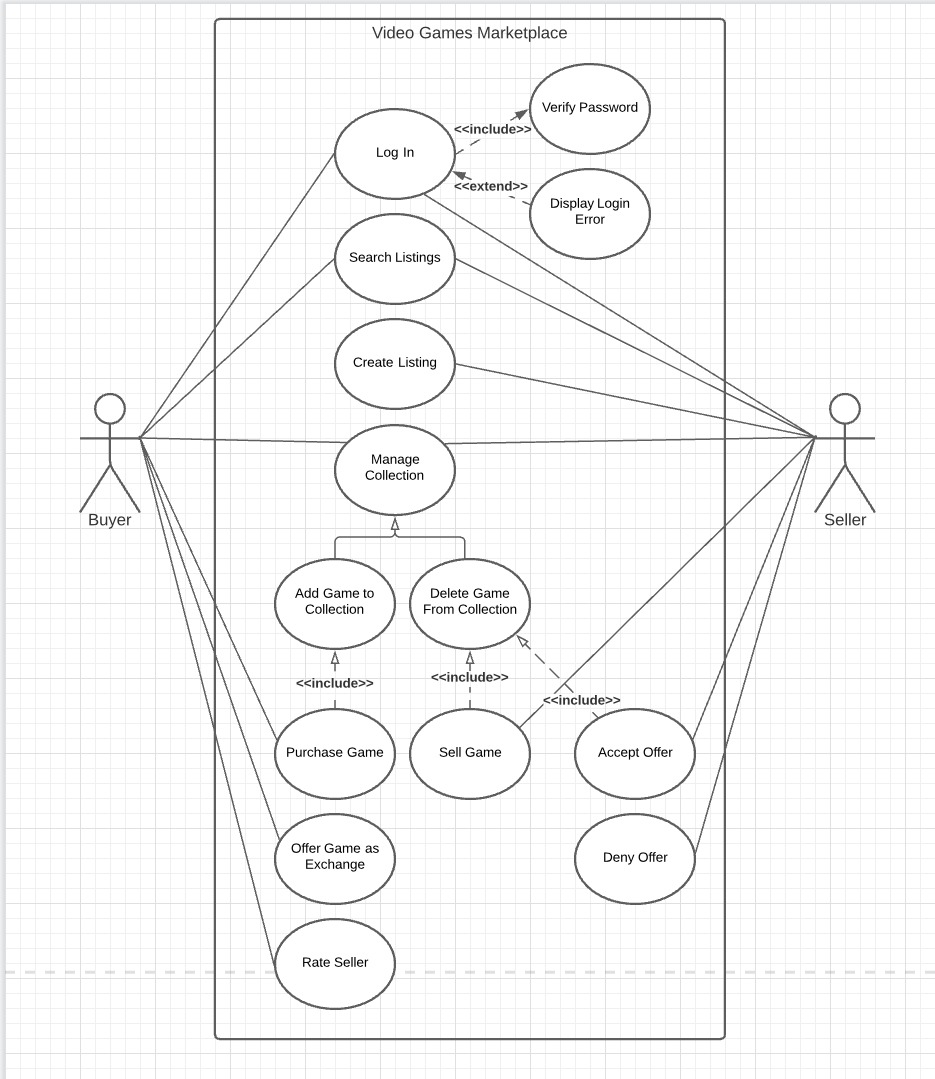 Video Games Marketplace
Verify Password
<<include>>
Log In
<<extend>>
Display Login
Error
Search Listings
Create Listing
Manage
Collection
Buyer
Seller
Add Game to
Collection
Delete Game
From Collection
<<include>>
<<include>>
<<include>>
Purchase Game
Sell Game
Accept Offer
Offer Game as
Exchange
Deny Offer
Rate Seller